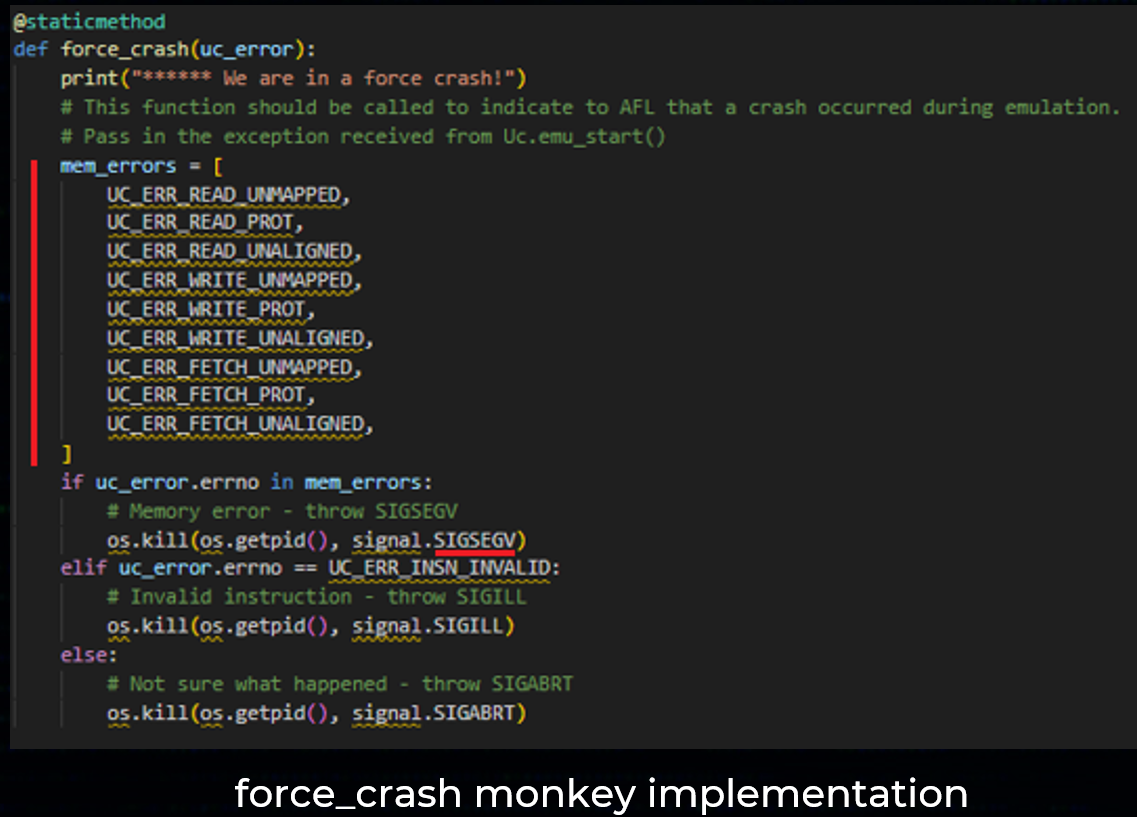 @staticmethod
def force_crash(uc_error):
    print("****** We are in a force crash!")
    # This function should be called to indicate to AFL that a crash occurred during emulation.
    # Pass in the exception received from Uc.emu_start()
    mem_errors = [
        UC_ERR_READ_UNMAPPED,
        UC_ERR_READ_PROT,
        UC_ERR_READ_UNALIGNED,
        UC_ERR_WRITE_UNMAPPED,
        UC_ERR_WRITE_PROT,
        UC_ERR_WRITE_UNALIGNED,
        UC_ERR_FETCH_UNMAPPED,
        UC_ERR_FETCH_PROT,
        UC_ERR_FETCH_UNALIGNED,
    ]
    if uc_error.errno in mem_errors:
        # Memory error - throw SIGSEGV
        os.kill(os.getpid(), signal.SIGSEGV)
    elif uc_error.errno == UC_ERR_INSN_INVALID:
        # Invalid instruction - throw SIGILL
        os.kill(os.getpid(), signal.SIGILL)
    else:
        # Not sure what happened - throw SIGABRT
        os.kill(os.getpid(), signal.SIGABRT)
force_crash monkey implementation